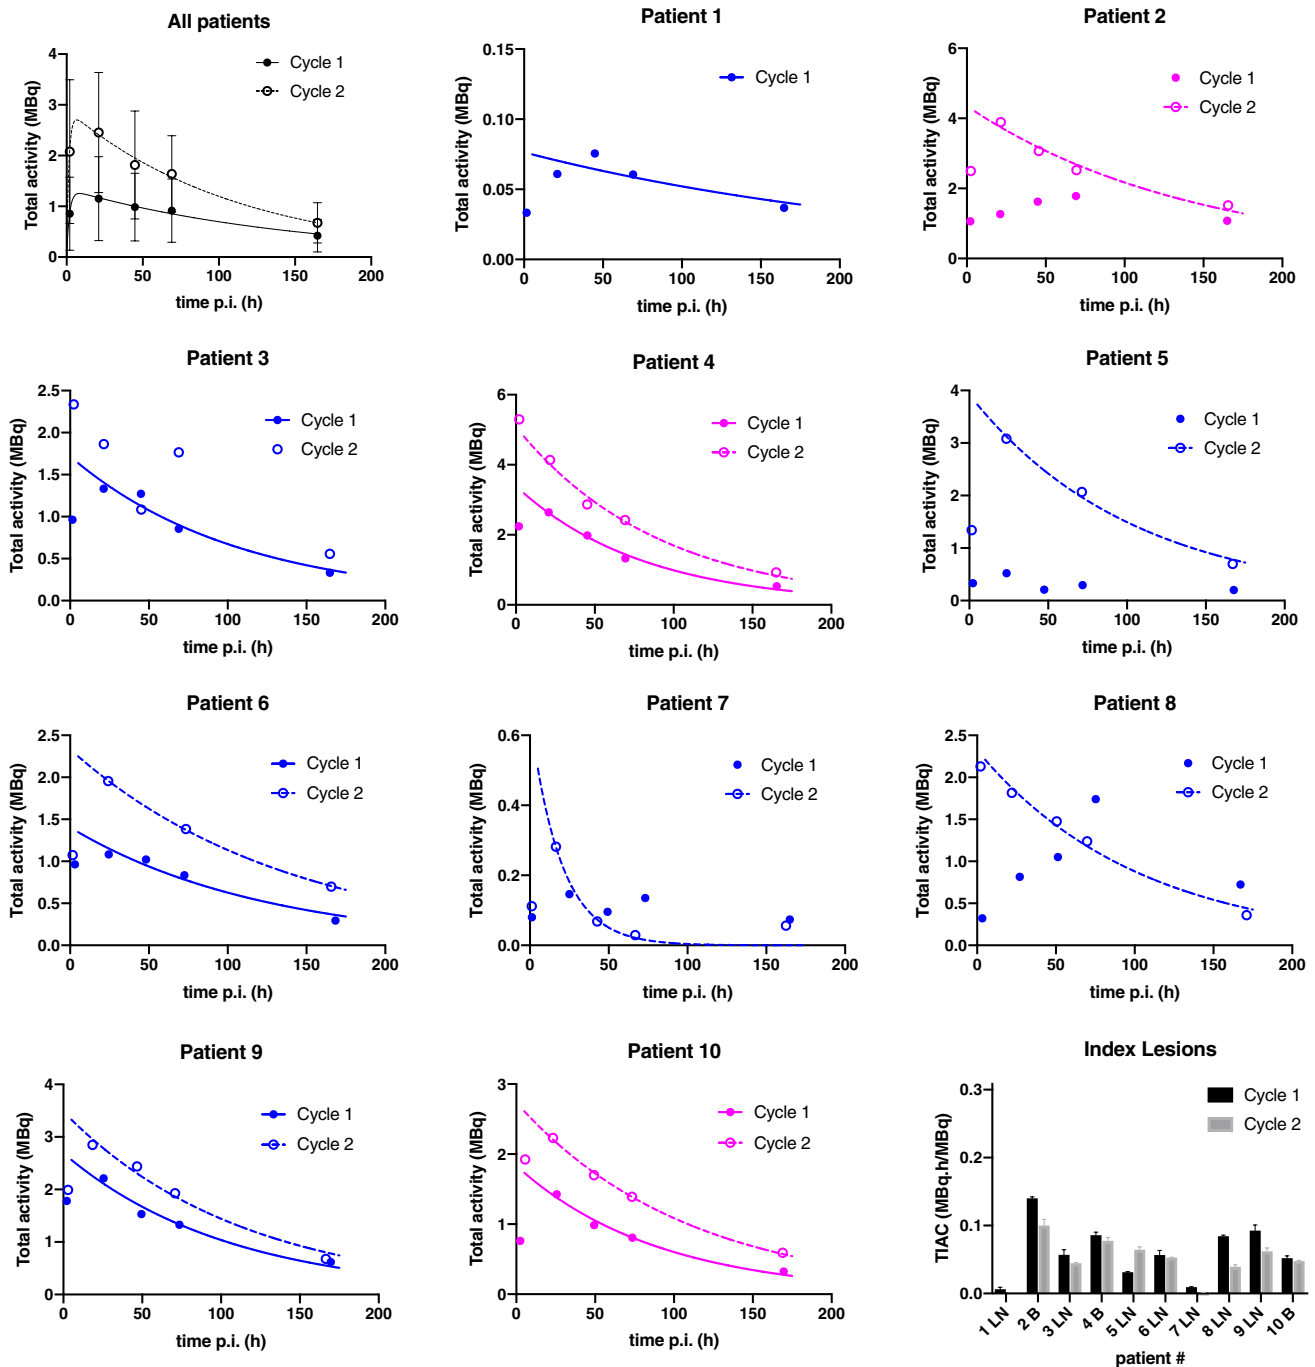 All patients
Total activity (MBq)
4
3
2
1
0
0 50 100 150 200
time p.i. (h)
Cycle 1
Cycle 2
Patient 1
Total activity (MBq)
0.15
0.10
0.05
0.00
0 50 100 150 200
time p.i. (h)
Cycle 1
Patient 2
Total activity (MBq)
6
4
2
0
0 50 100 150 200
time p.i. (h)
Cycle 1
Cycle 2
Patient 3
Total activity (MBq)
2.5
2.0
1.5
1.0
0.5
0.0
0 50 100 150 200
time p.i. (h)
Cycle 1
Cycle 2
Patient 4
Total activity (MBq)
6
4
2
0
0 50 100 150 200
time p.i. (h)
Cycle 1
Cycle 2
Patient 5
Total activity (MBq)
4
3
2
1
0
0 50 100 150 200
time p.i. (h)
Cycle 1
Cycle 2
Patient 6
Total activity (MBq)
2.5
2.0
1.5
1.0
0.5
0.0
0 50 100 150 200
time p.i. (h)
Cycle 1
Cycle 2
Patient 7
Total activity (MBq)
0.6
0.4
0.2
0.0
0 50 100 150 200
time p.i. (h)
Cycle 1
Cycle 2
Patient 8
Total activity (MBq)
2.5
2.0
1.5
1.0
0.5
0.0
0 50 100 150 200
time p.i. (h)
Cycle 1
Cycle 2
Patient 9
Total activity (MBq)
4
3
2
1
0
0 50 100 150 200
time p.i. (h)
Cycle 1
Cycle 2
Patient 10
Total activity (MBq)
3
2
1
0
0 50 100 150 200
time p.i. (h)
Cycle 1
Cycle 2
Index Lesions
TIAC (MBq.h/MBq)
0.3
0.2
0.1
0.0
1 LN 2 B 3 LN 4 B 5 LN 6 LN 7 LN 8 LN 9 LN 10 B
patient #
Cycle 1
Cycle 2